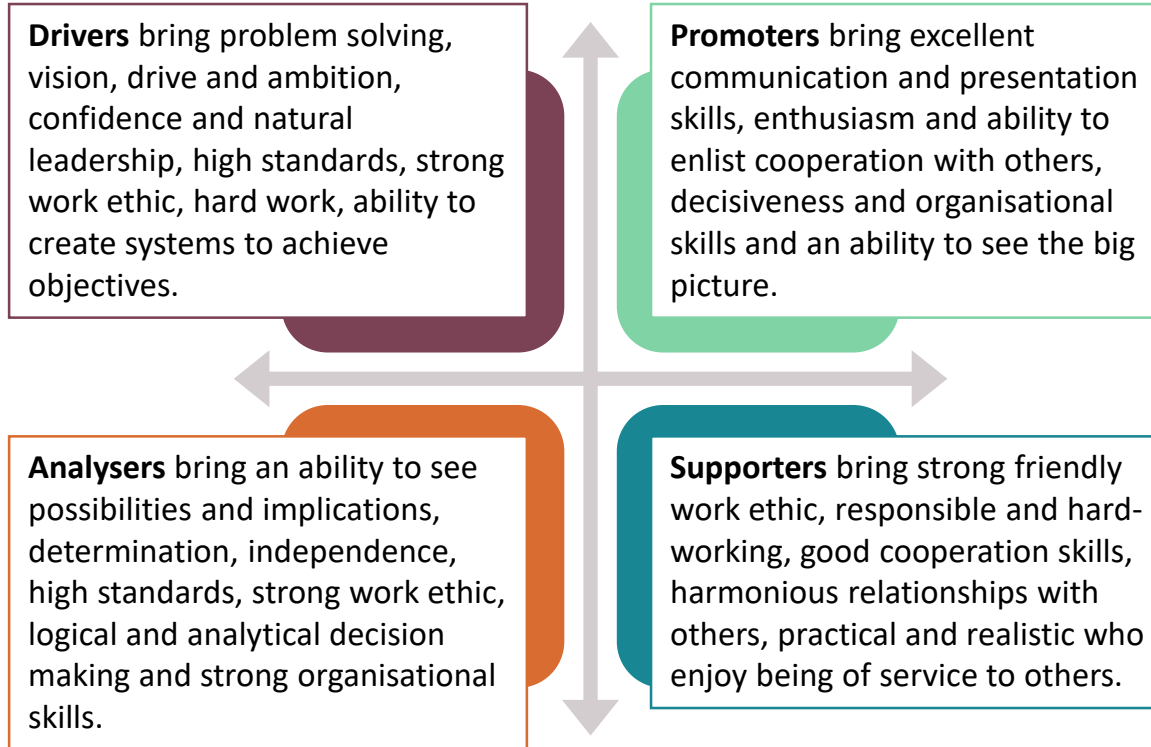 Drivers bring problem solving,
vision, drive and ambition,
confidence and natural
leadership, high standards, strong
work ethic, hard work, ability to
create systems to achieve
objectives.
Promoters bring excellent
communication and presentation
skills, enthusiasm and ability to
enlist cooperation with others,
decisiveness and organisational
skills and an ability to see the big
picture.
Analysers bring an ability to see
possibilities and implications,
determination, independence,
high standards, strong work ethic,
logical and analytical decision
making and strong organisational
skills.
Supporters bring strong friendly
work ethic, responsible and hard-
working, good cooperation skills,
harmonious relationships with
others, practical and realistic who
enjoy being of service to others.